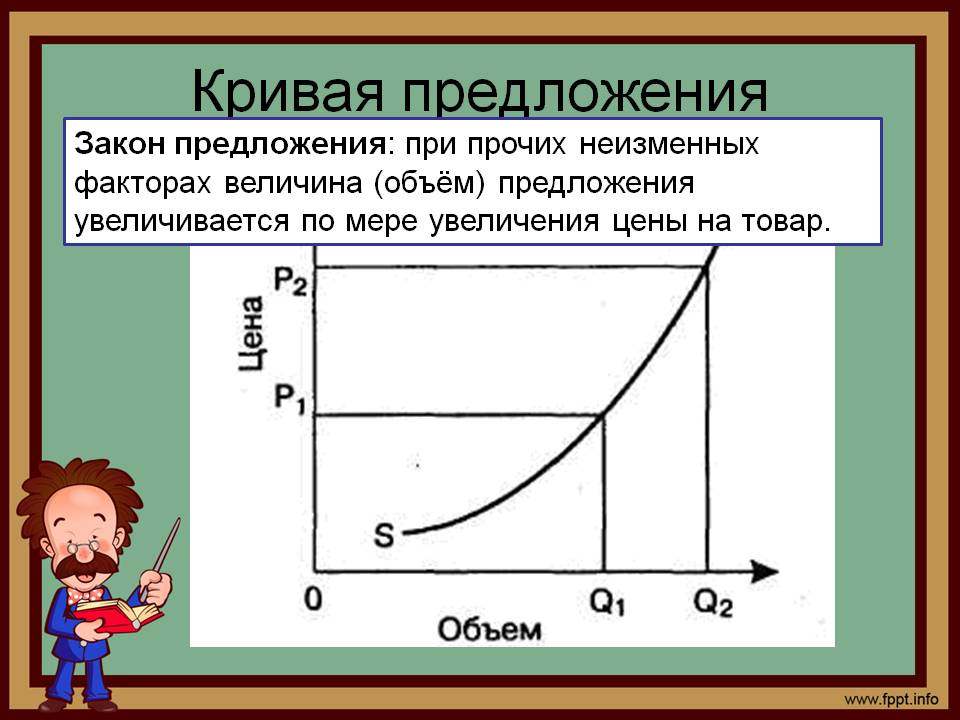 Кривая предложения
Закон предложения: при прочих неизменных
факторах величина (объём) предложения
увеличивается по мере увеличения цены на товар.
P2
Цена
P1
S
0
Q1
Q2
Объем
www.fppt.info